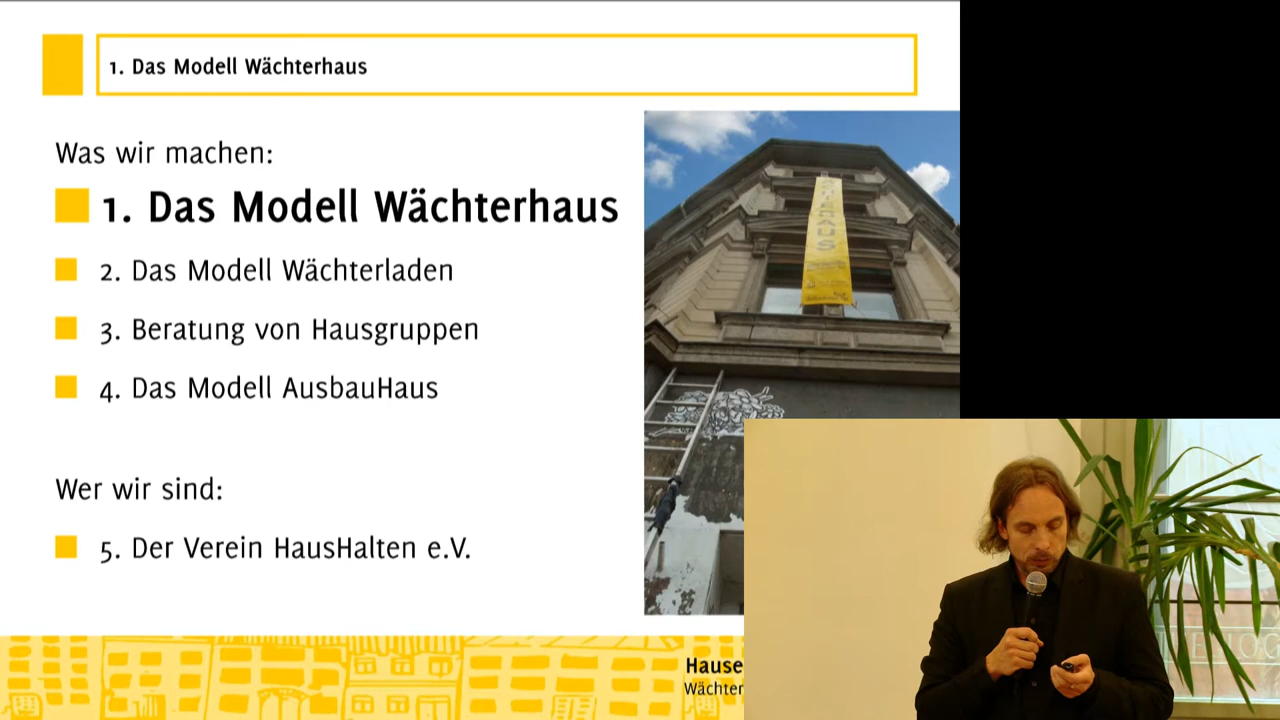 1. Das Modell Wächterhaus
Was wir machen:
1. Das Modell Wächterhaus
2. Das Modell Wächterladen
3. Beratung von Hausgruppen
4. Das Modell AusbauHaus
Wer wir sind:
5. Der Verein HausHalten e.V.
Hause
Wächter